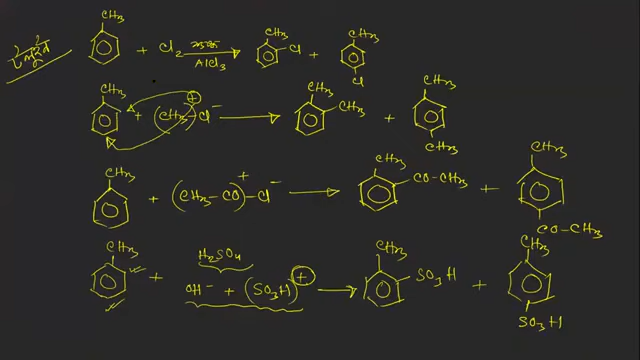 CH3 + Cl2 AlCl3 → CH3 Cl + CH3 Cl
CH3 + (CH3)+ Cl- → CH3 CH3 + CH3 CH3
CH3 + (CH3-CO)+-Cl- → CH3 CO-CH3 + CH3 CO-CH3
CH3 + H2SO4 OH- + (SO3H)+ → CH3 SO3H + CH3 SO3H